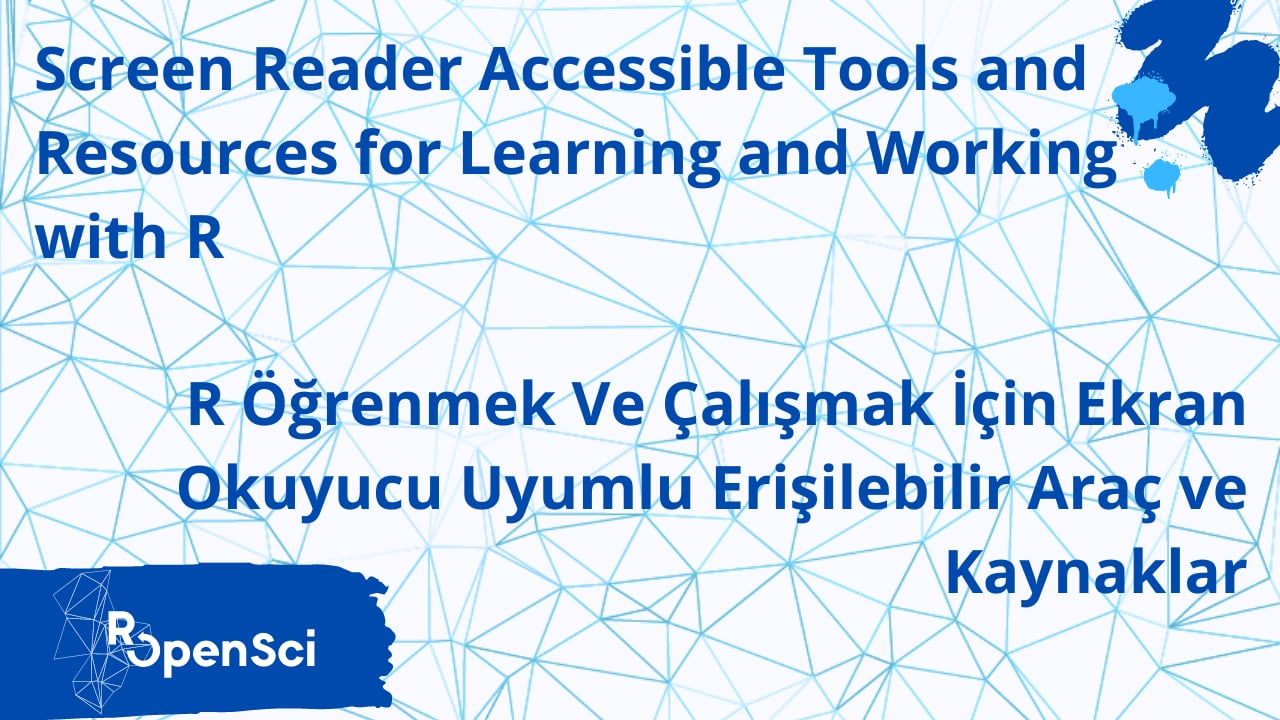 Screen Reader Accessible Tools and
Resources for Learning and Working
with R
R Öğrenmek Ve Çalışmak İçin Ekran
Okuyucu Uyumlu Erişilebilir Araç ve
Kaynaklar
ROpenSci